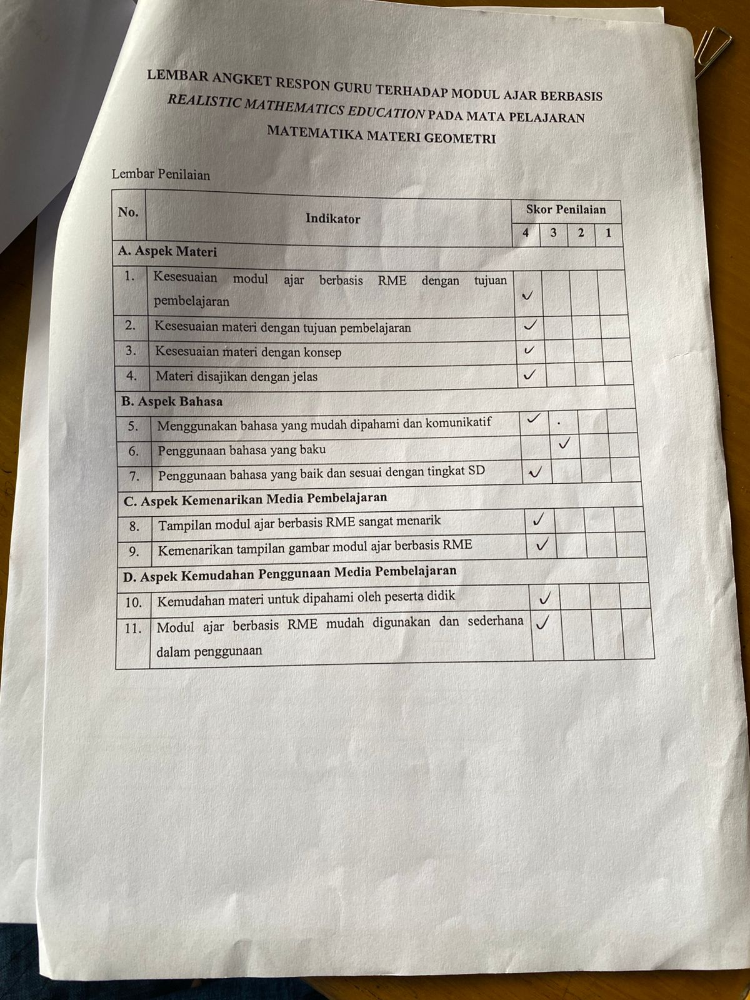 LEMBAR ANGKET RESPON GURU TERHADAP MODUL AJAR BERBASIS
REALISTIC MATHEMATICS EDUCATION PADA MATA PELAJARAN
MATEMATIKA MATERI GEOMETRI
Lembar Penilaian
No. Indikator Skor Penilaian
4 3 2 1
A. Aspek Materi
1. Kesesuaian modul ajar berbasis RME dengan tujuan
pembelajaran ✓
2. Kesesuaian materi dengan tujuan pembelajaran ✓
3. Kesesuaian materi dengan konsep ✓
4. Materi disajikan dengan jelas ✓
B. Aspek Bahasa
5. Menggunakan bahasa yang mudah dipahami dan komunikatif ✓
6. Penggunaan bahasa yang baku ✓
7. Penggunaan bahasa yang baik dan sesuai dengan tingkat SD ✓
C. Aspek Kemenarikan Media Pembelajaran
8. Tampilan modul ajar berbasis RME sangat menarik ✓
9. Kemenarikan tampilan gambar modul ajar berbasis RME ✓
D. Aspek Kemudahan Penggunaan Media Pembelajaran
10. Kemudahan materi untuk dipahami oleh peserta didik ✓
11. Modul ajar berbasis RME mudah digunakan dan sederhana ✓
dalam penggunaan